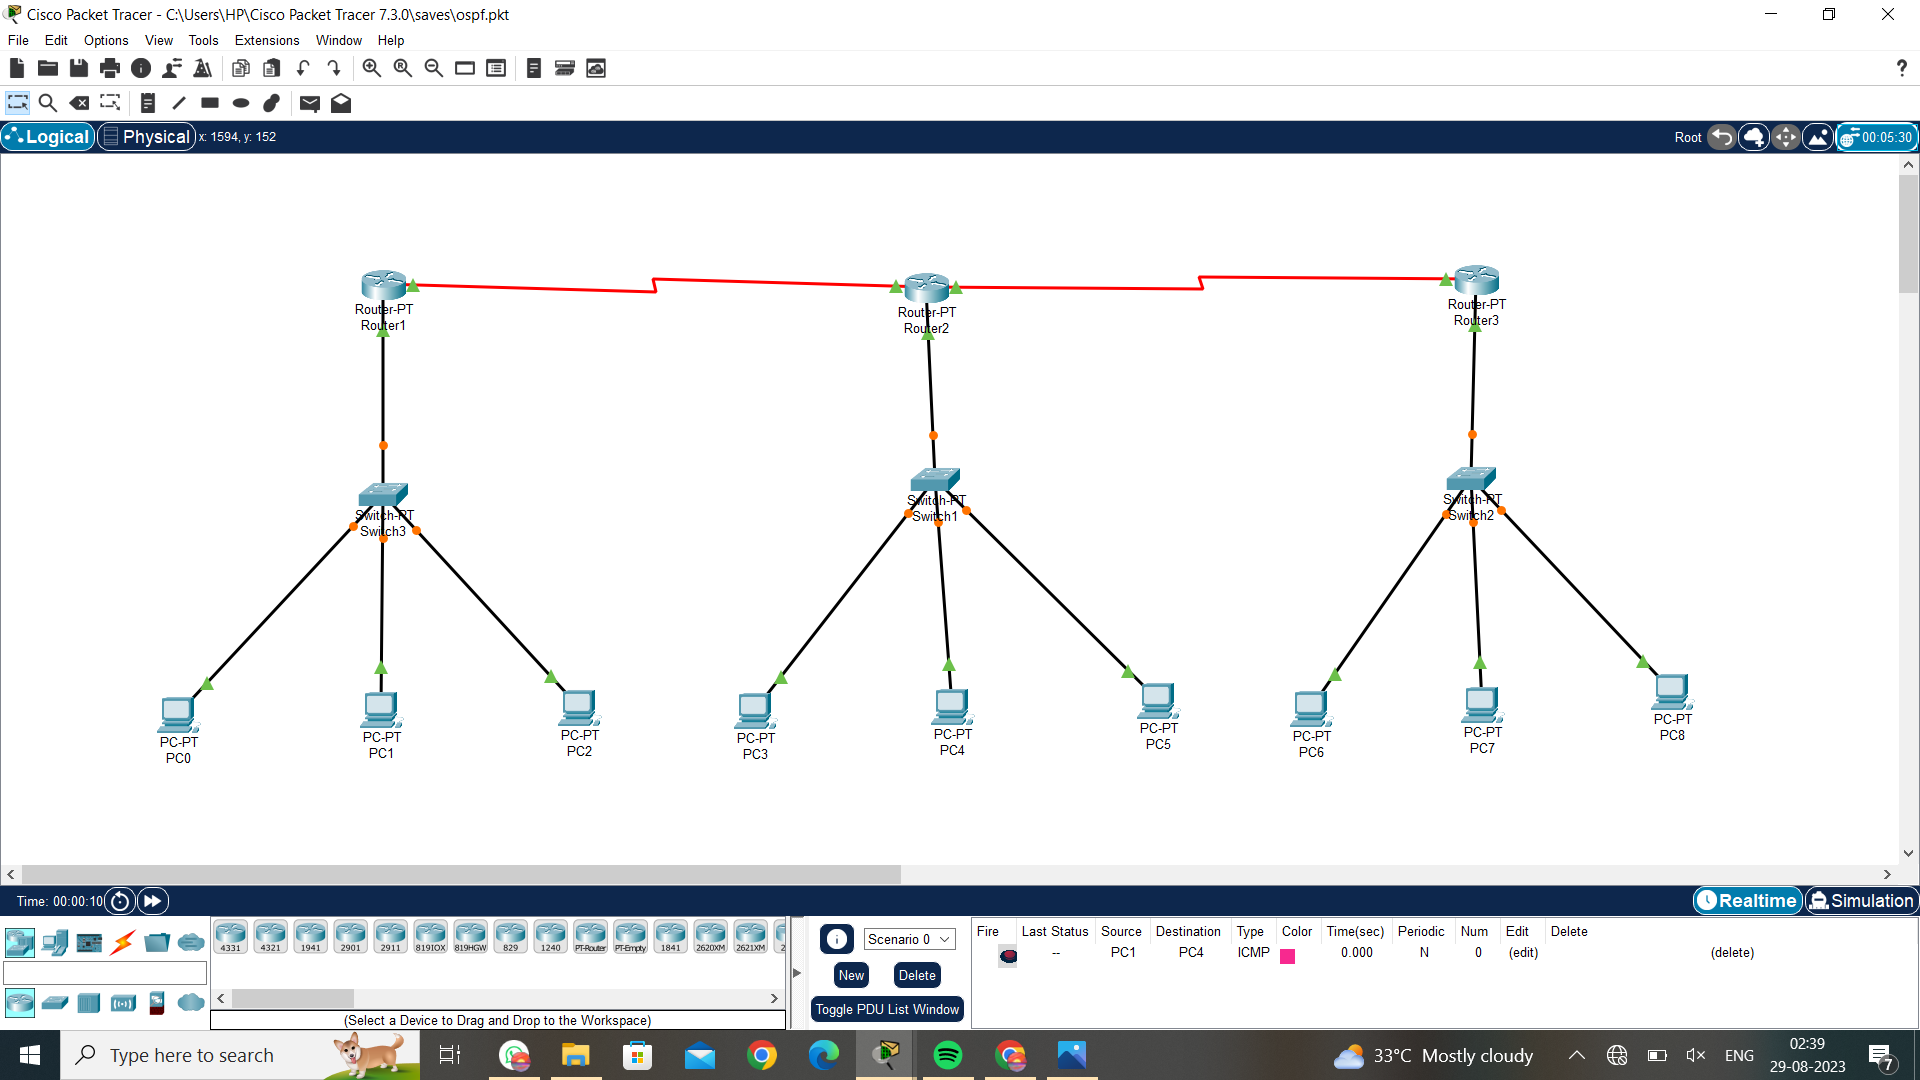 Cisco Packet Tracer - C:\Users\HP\Cisco Packet Tracer 7.3.0\saves\ospf.pkt
File Edit Options View Tools Extensions Window Help
Logical Physical x: 1594, y: 152 Root 00:05:30
Router-PT
Router1
Router-PT
Router2
Router-PT
Router3
Switch-PT
Switch3
Switch-PT
Switch1
Switch-PT
Switch2
PC-PT
PC0
PC-PT
PC1
PC-PT
PC2
PC-PT
PC3
PC-PT
PC4
PC-PT
PC5
PC-PT
PC6
PC-PT
PC7
PC-PT
PC8
Time: 00:00:10 Realtime Simulation
4331 4321 1941 2901 2911 819IOX 819HGW 829 1240 PT-Router PT-Empty 1841 2620XM 2621XM 2
(Select a Device to Drag and Drop to the Workspace)
Scenario 0
New Delete
Toggle PDU List Window
Fire Last Status Source Destination Type Color Time(sec) Periodic Num Edit Delete
-- PC1 PC4 ICMP 0.000 N 0 (edit) (delete)
Type here to search
33°C Mostly cloudy ENG 02:39
29-08-2023
7